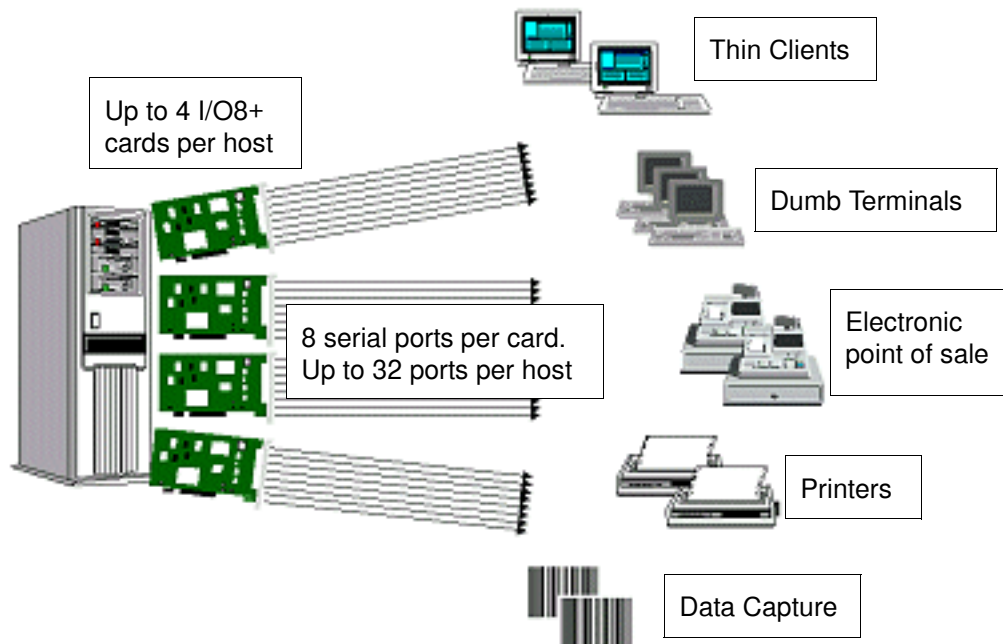 Thin Clients
Up to 4 I/O8+
cards per host
Dumb Terminals
8 serial ports per card.
Up to 32 ports per host
Electronic
point of sale
Printers
Data Capture